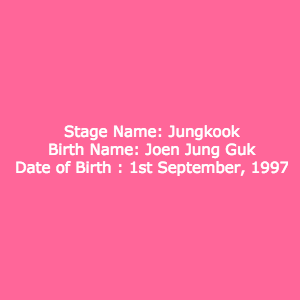 Stage Name: Jungkook
Birth Name: Joen Jung Guk
Date of Birth : 1st September, 1997